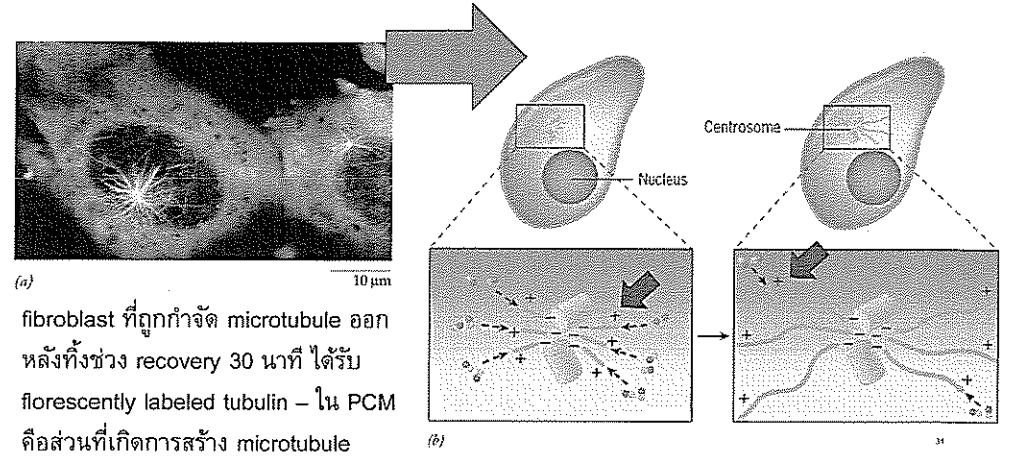 Centrosome
Nucleus
(a)
10 µm
fibroblast ที่ถูกกำจัด microtubule ออก
หลังทิ้งช่วง recovery 30 นาที ได้รับ
florescently labeled tubulin – ใน PCM
คือส่วนที่เกิดการสร้าง microtubule
(b)
31